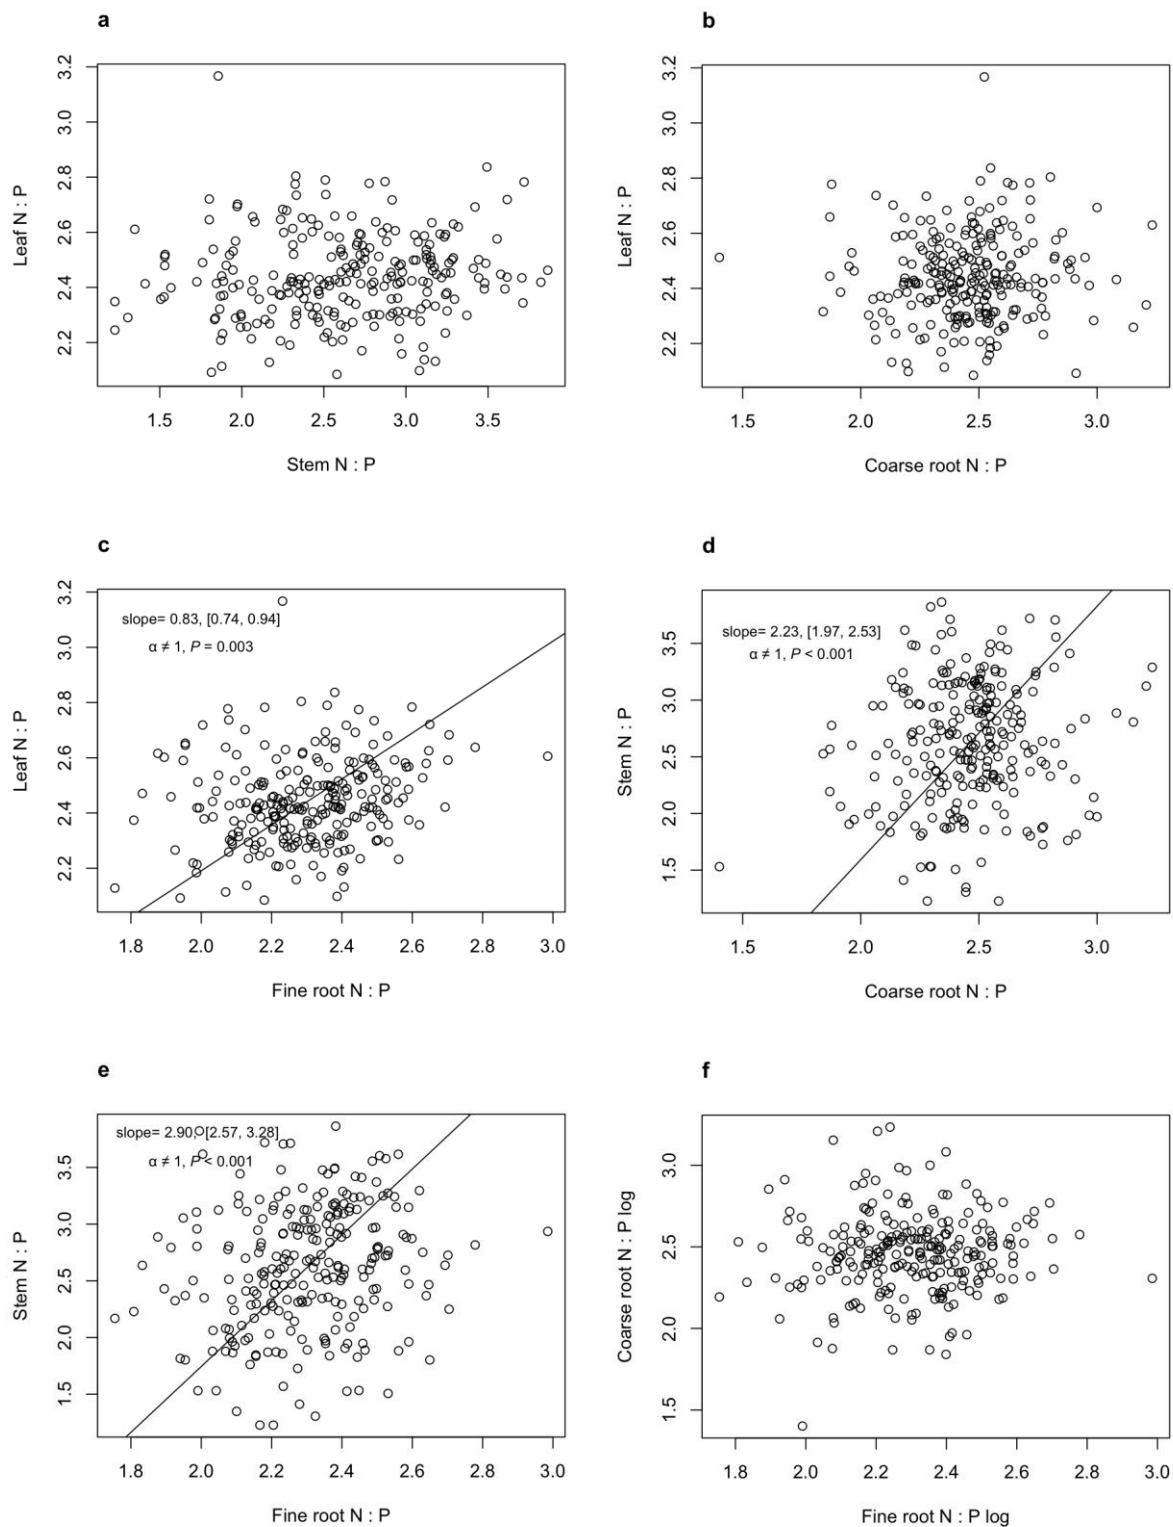 a
3.2
3.0
2.8
2.6
2.4
2.2
Leaf N : P
1.5 2.0 2.5 3.0 3.5
Stem N : P
b
3.2
3.0
2.8
2.6
2.4
2.2
Leaf N : P
1.5 2.0 2.5 3.0
Coarse root N : P
c
3.2
3.0
2.8
2.6
2.4
2.2
Leaf N : P
slope= 0.83, [0.74, 0.94]
α ≠ 1, P = 0.003
1.8 2.0 2.2 2.4 2.6 2.8 3.0
Fine root N : P
d
3.5
3.0
2.5
2.0
1.5
Stem N : P
slope= 2.23, [1.97, 2.53]
α ≠ 1, P < 0.001
1.5 2.0 2.5 3.0
Coarse root N : P
e
3.5
3.0
2.5
2.0
1.5
Stem N : P
slope= 2.90, [2.57, 3.28]
α ≠ 1, P < 0.001
1.8 2.0 2.2 2.4 2.6 2.8 3.0
Fine root N : P
f
3.0
2.5
2.0
1.5
Coarse root N : P log
1.8 2.0 2.2 2.4 2.6 2.8 3.0
Fine root N : P log